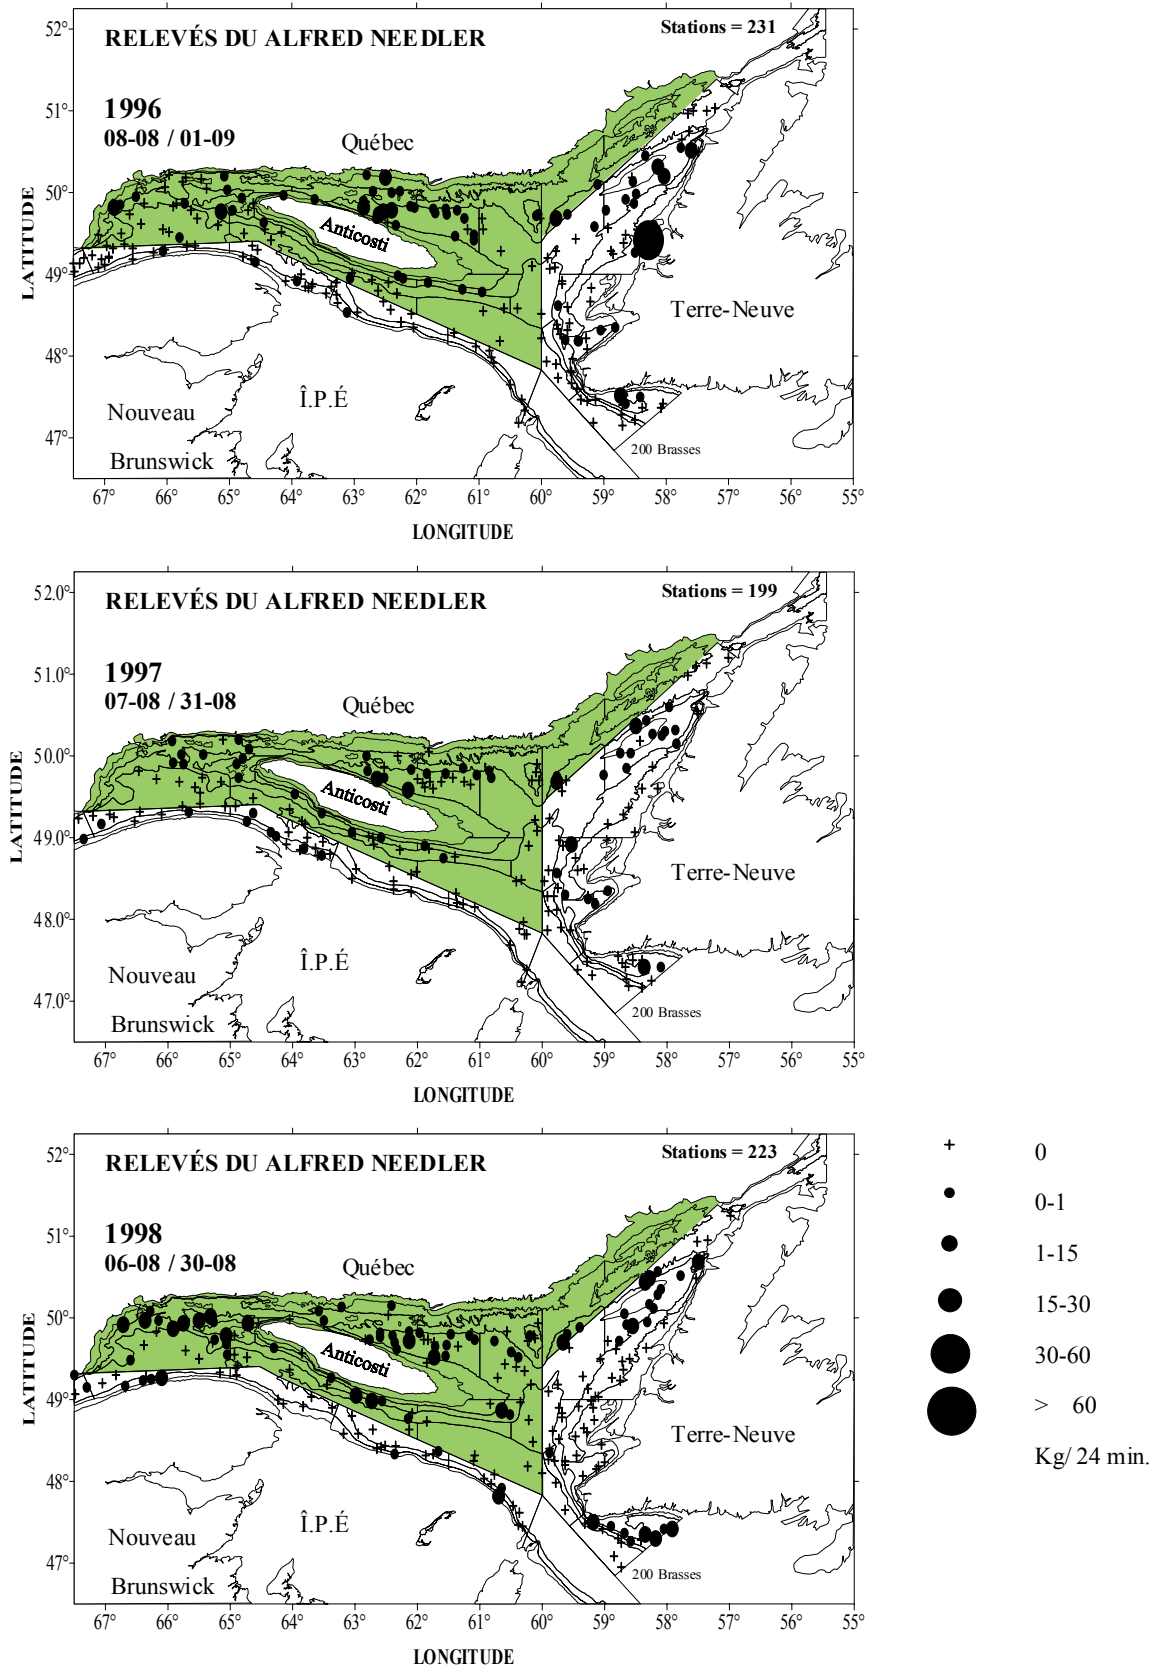 RELEVÉS DU ALFRED NEEDLER
Stations = 231
1996
08-08 / 01-09
Québec
Anticosti
Terre-Neuve
Nouveau
Brunswick
Î.P.É
200 Brasses
52°
51°
50°
49°
48°
47°
LATITUDE
67° 66° 65° 64° 63° 62° 61° 60° 59° 58° 57° 56° 55°
LONGITUDE
RELEVÉS DU ALFRED NEEDLER
Stations = 199
1997
07-08 / 31-08
Québec
Anticosti
Terre-Neuve
Nouveau
Brunswick
Î.P.É
200 Brasses
52.0°
51.0°
50.0°
49.0°
48.0°
47.0°
LATITUDE
67° 66° 65° 64° 63° 62° 61° 60° 59° 58° 57° 56° 55°
LONGITUDE
RELEVÉS DU ALFRED NEEDLER
Stations = 223
1998
06-08 / 30-08
Québec
Anticosti
Terre-Neuve
Nouveau
Brunswick
Î.P.É
200 Brasses
52°
51°
50°
49°
48°
47°
LATITUDE
67° 66° 65° 64° 63° 62° 61° 60° 59° 58° 57° 56° 55°
LONGITUDE
0
0-1
1-15
15-30
30-60
> 60
Kg/ 24 min.